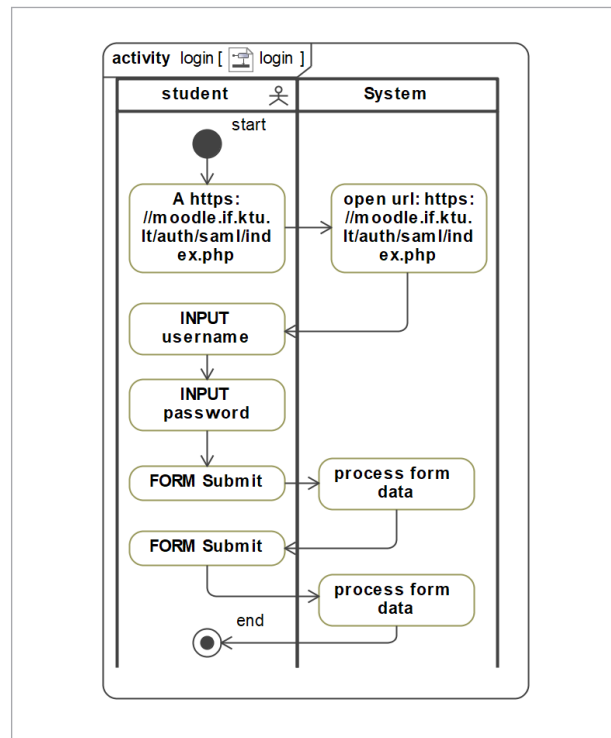 activity login [ login ]
student
System
start
A https:
//moodle.if.ktu.
lt/auth/saml/ind
ex.php
open url: https:
//moodle.if.ktu.
lt/auth/saml/ind
ex.php
INPUT
username
INPUT
password
FORM Submit
process form
data
FORM Submit
process form
data
end